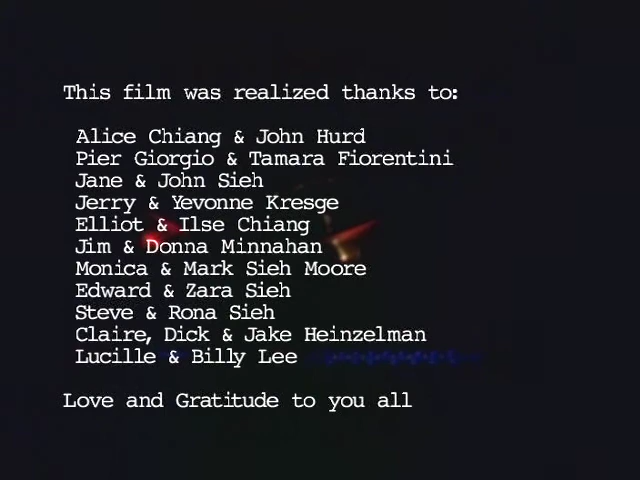 This film was realized thanks to:
Alice Chiang & John Hurd
Pier Giorgio & Tamara Fiorentini
Jane & John Sieh
Jerry & Yevonne Kresge
Elliot & Ilse Chiang
Jim & Donna Minnahan
Monica & Mark Sieh Moore
Edward & Zara Sieh
Steve & Rona Sieh
Claire, Dick & Jake Heinzelman
Lucille & Billy Lee
Love and Gratitude to you all